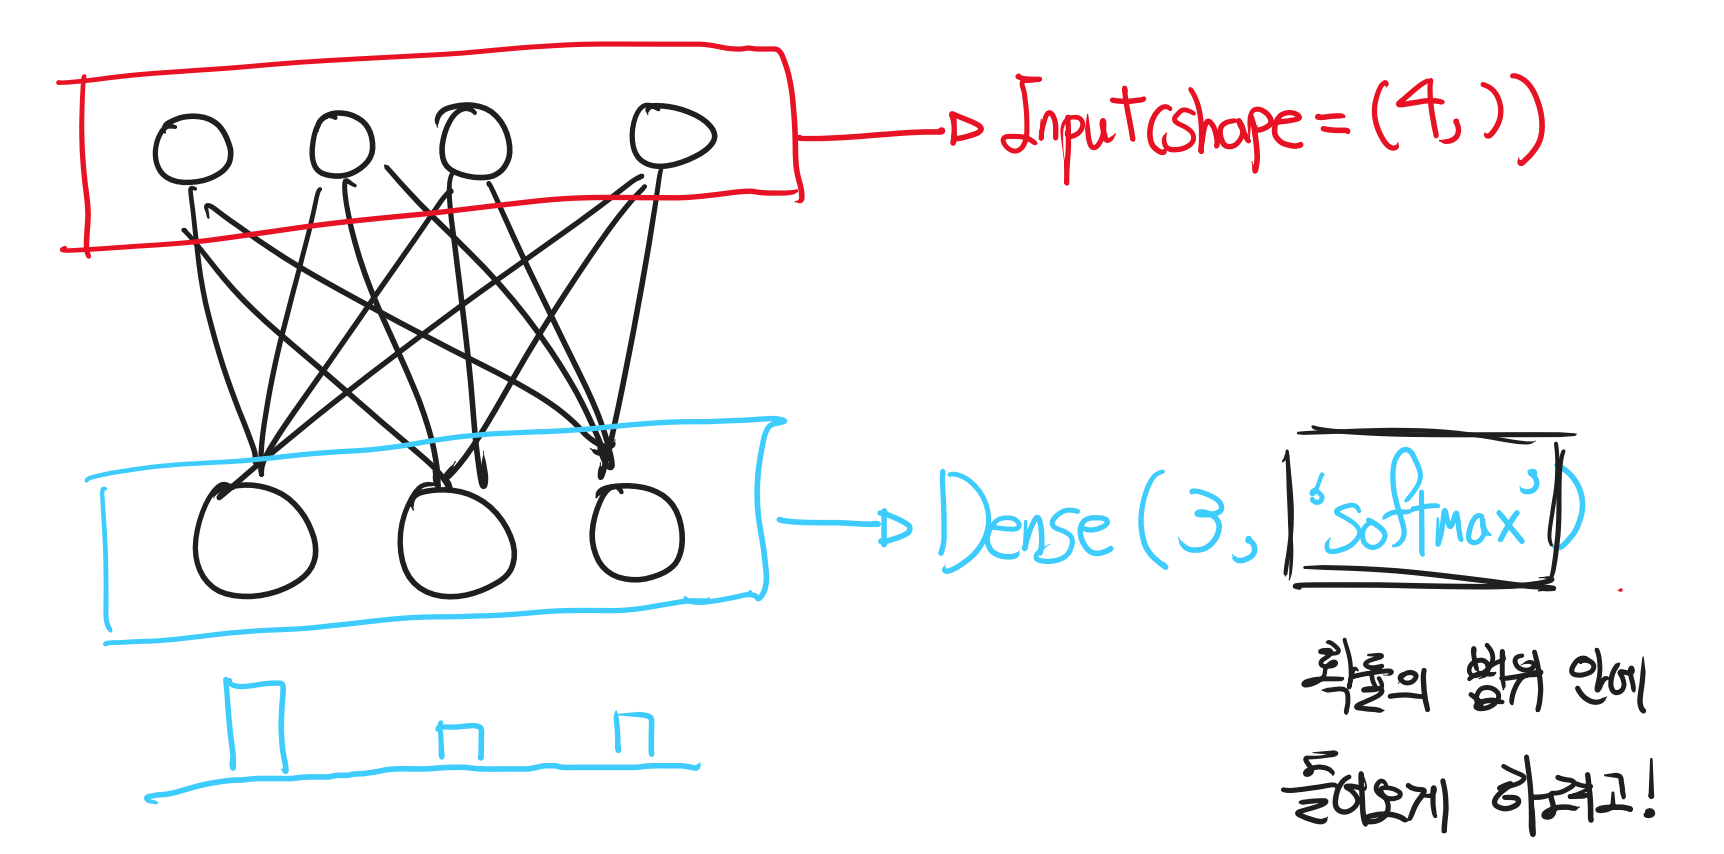 Input(shape=(4,))
Dense(3, 'softmax')
확률의 범위 안에
들어오게 하려고!